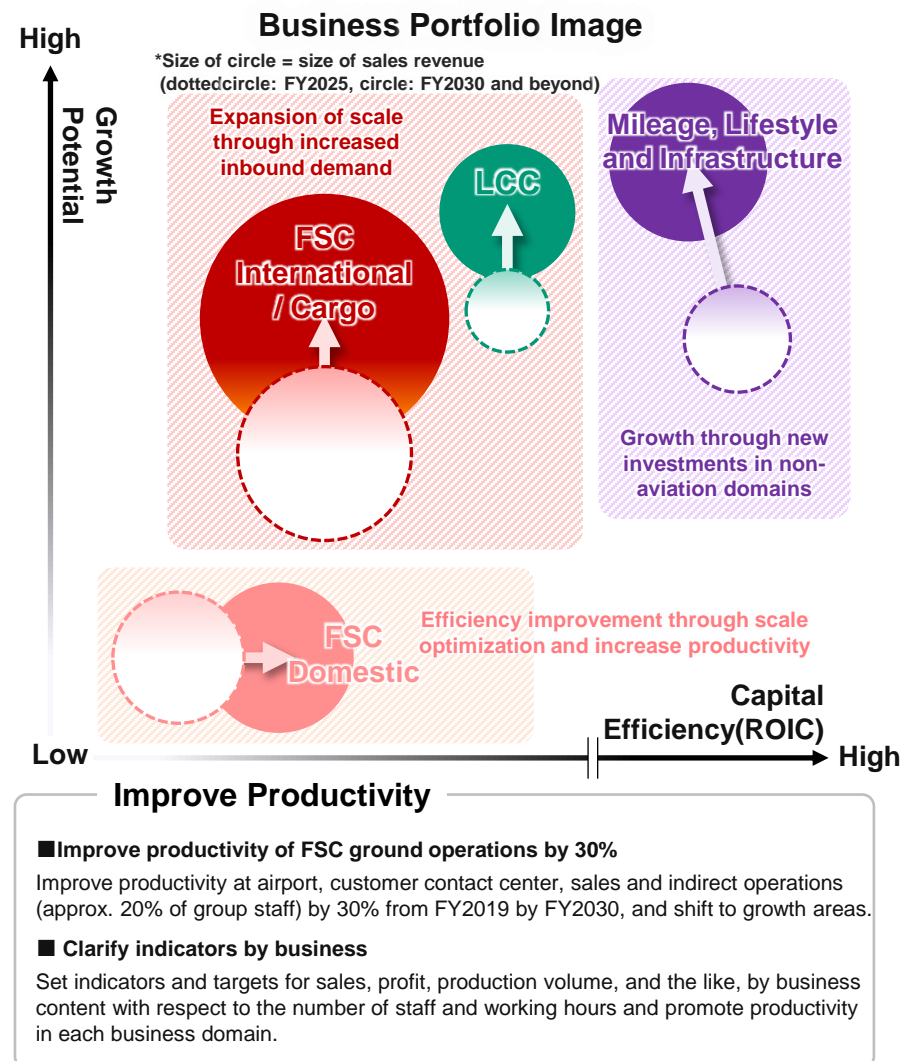 Business Portfolio Image
High
*Size of circle = size of sales revenue
(dottedcircle: FY2025, circle: FY2030 and beyond)
Growth
Potential
Expansion of scale
through increased
inbound demand
FSC
International
/ Cargo
LCC
Mileage, Lifestyle
and Infrastructure
Growth through new
investments in non-
aviation domains
FSC
Domestic
Efficiency improvement through scale
optimization and increase productivity
Capital
Efficiency(ROIC)
Low
High
Improve Productivity
■Improve productivity of FSC ground operations by 30%
Improve productivity at airport, customer contact center, sales and indirect operations
(approx. 20% of group staff) by 30% from FY2019 by FY2030, and shift to growth areas.
■ Clarify indicators by business
Set indicators and targets for sales, profit, production volume, and the like, by business
content with respect to the number of staff and working hours and promote productivity
in each business domain.